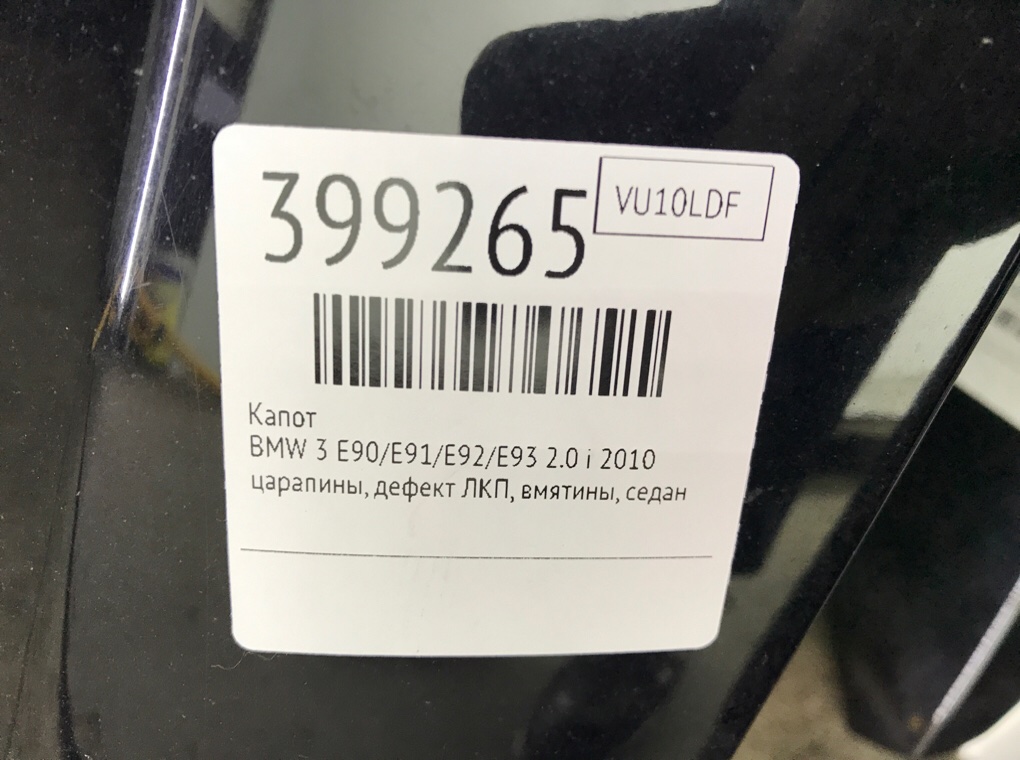 399265
VU10LDF
Капот
BMW 3 E90/E91/E92/E93 2.0 i 2010
царапины, дефект ЛКП, вмятины, седан